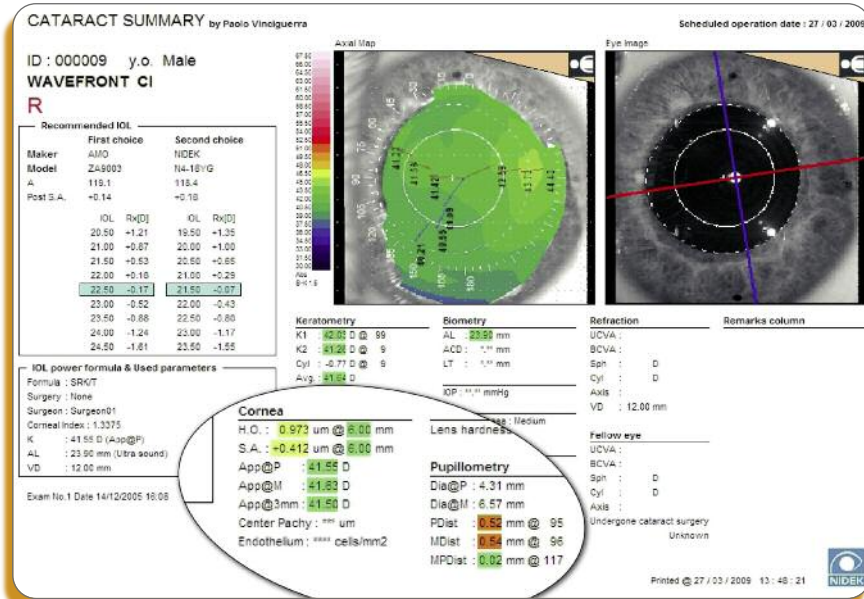 CATARACT SUMMARY by Paolo Vinciguerra
Scheduled operation date : 27 / 03 / 2009
ID : 000009 y.o. Male
WAVEFRONT CI
R
Recommended IOL
First choice Second choice
Maker AMO NIDEK
Model ZA9003 N4-18YG
A 119.1 118.4
Post S.A. +0.14 +0.18
IOL Rx[D] IOL Rx[D]
20.50 +1.21 19.50 +1.35
21.00 +0.87 20.00 +1.00
21.50 +0.53 20.50 +0.65
22.00 +0.18 21.00 +0.29
22.50 -0.17 21.50 -0.07
23.00 -0.52 22.00 -0.43
23.50 -0.88 22.50 -0.80
24.00 -1.24 23.00 -1.17
24.50 -1.61 23.50 -1.55
IOL power formula & Used parameters
Formula : SRK/T
Surgery : None
Surgeon : Surgeon01
Corneal Index : 1.3375
K : 41.55 D (App@P)
AL : 23.90 mm (Ultra sound)
VD : 12.00 mm
Exam No.1 Date 14/12/2005 16:08
Axial Map
Eye Image
Keratometry
K1 : 42.03 D @ 99
K2 : 41.26 D @ 9
Cyl : -0.77 D @ 9
Avg. : 41.64 D
Biometry
AL : 23.90 mm
ACD : *.** mm
LT : *.** mm
IOP : **.** mmHg
: Medium
Lens hardness
Refraction
UCVA :
BCVA :
Sph : D
Cyl : D
Axis :
VD : 12.00 mm
Remarks column
Fellow eye
UCVA :
BCVA :
Sph : D
Cyl : D
Axis :
Undergone cataract surgery
Unknown
Cornea
H.O. : 0.973 um @ 6.00 mm
S.A. : +0.412 um @ 6.00 mm
App@P : 41.55 D
App@M : 41.63 D
App@3mm : 41.50 D
Center Pachy : *** um
Endothelium : **** cells/mm2
Pupillometry
Dia@P : 4.31 mm
Dia@M : 6.57 mm
PDist : 0.52 mm @ 95
MDist : 0.54 mm @ 96
MPDist : 0.02 mm @ 117
Printed @ 27 / 03 / 2009 13 : 48 : 21
NIDEK